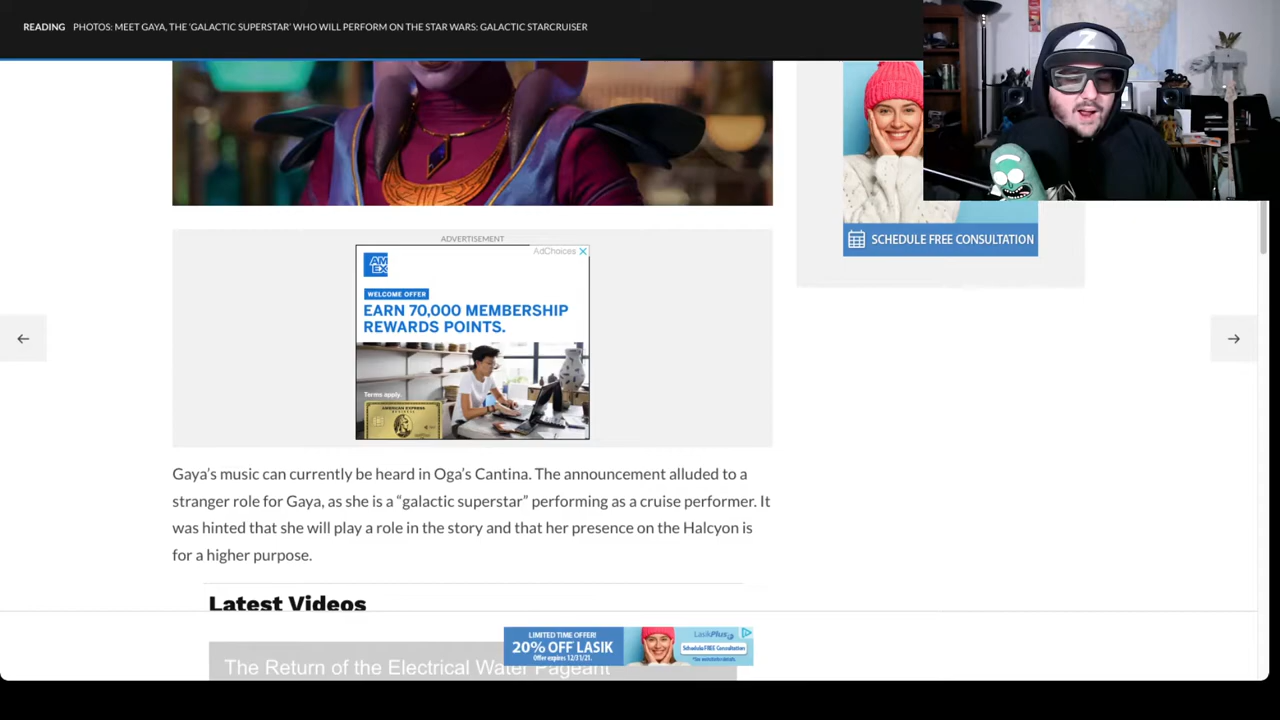 READING PHOTOS: MEET GAYA, THE 'GALACTIC SUPERSTAR' WHO WILL PERFORM ON THE STAR WARS: GALACTIC STARCRUISER
Z
SCHEDULE FREE CONSULTATION
ADVERTISEMENT
AdChoices
AM
EX
WELCOME OFFER
EARN 70,000 MEMBERSHIP
REWARDS POINTS.
Terms apply.
←
→
Gaya's music can currently be heard in Oga's Cantina. The announcement alluded to a
stranger role for Gaya, as she is a “galactic superstar” performing as a cruise performer. It
was hinted that she will play a role in the story and that her presence on the Halcyon is
for a higher purpose.
Latest Videos
The Return of the Electrical Water Pageant
LIMITED TIME OFFER!
20% OFF LASIK
Offer expires 12/31/21.
LasikPlus
Schedule FREE Consultation